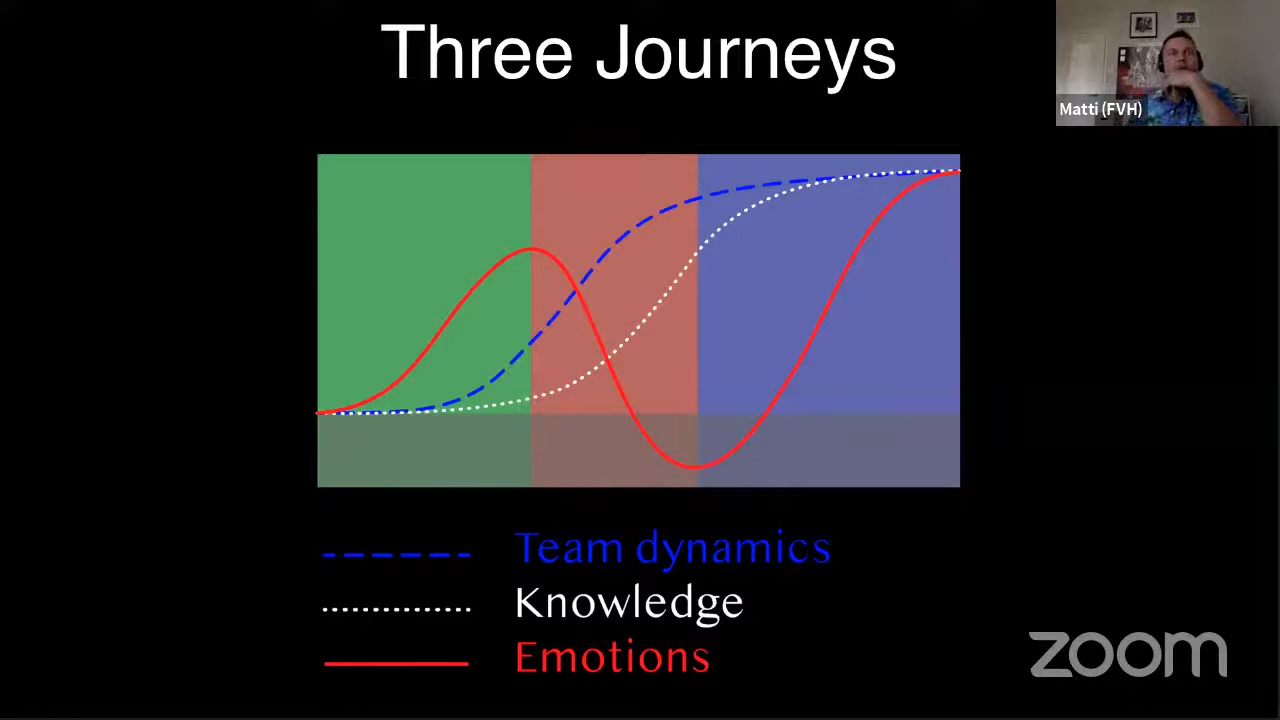 Three Journeys
Matti (FVH)
Team dynamics
Knowledge
Emotions
zoom